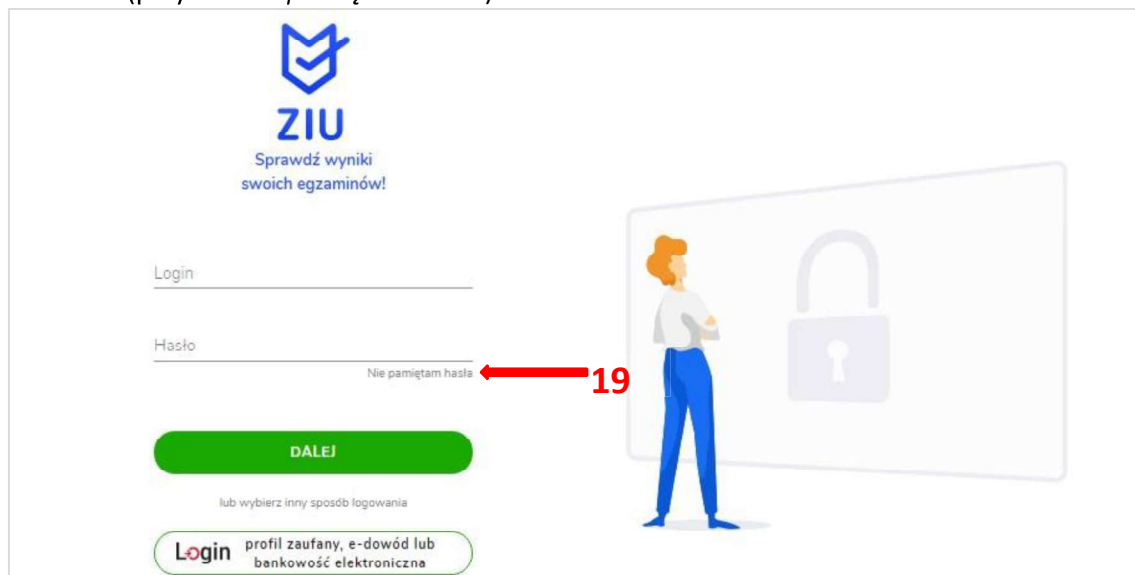 ZIU
Sprawdź wyniki
swoich egzaminów!
Login
Hasło
Nie pamiętam hasła
19
DALEJ
lub wybierz inny sposób logowania
Login profil zaufany, e-dowód lub
bankowość elektroniczna